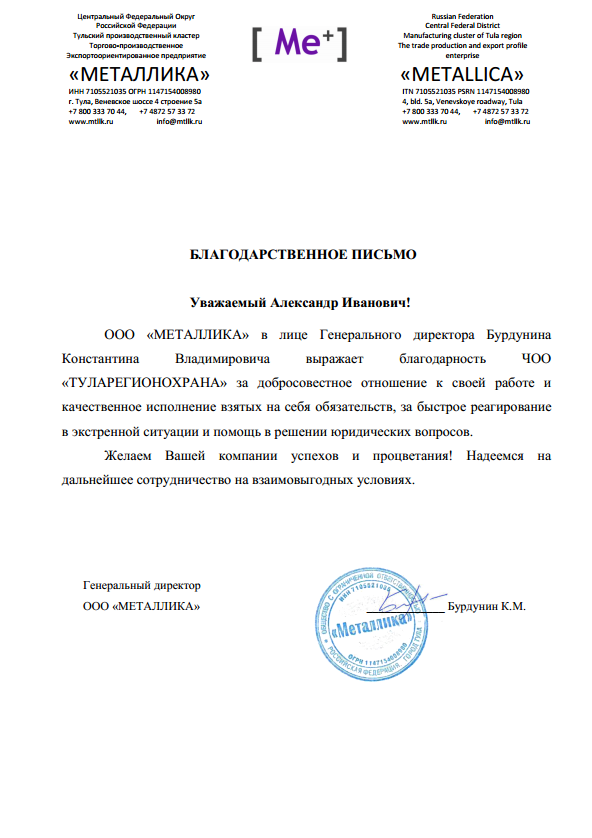 Центральный Федеральный Округ
Российской Федерации
Тульский производственный кластер
Торгово-производственное
Экспортоориентированное предприятие
«МЕТАЛЛИКА»
ИНН 7105521035 ОГРН 1147154008980
г. Тула, Веневское шоссе 4 строение 5а
+7 800 333 70 44, +7 4872 57 33 72
www.mtllk.ru info@mtllk.ru
[ Me+ ]
Russian Federation
Central Federal District
Manufacturing cluster of Tula region
The trade production and export profile
enterprise
«METALLICA»
ITN 7105521035 PSRN 1147154008980
4, bld. 5a, Venevskoye roadway, Tula
+7 800 333 70 44, +7 4872 57 33 72
www.mtllk.ru info@mtllk.ru
БЛАГОДАРСТВЕННОЕ ПИСЬМО
Уважаемый Александр Иванович!
ООО «МЕТАЛЛИКА» в лице Генерального директора Бурдунина
Константина Владимировича выражает благодарность ЧОО
«ТУЛАРЕГИОНОХРАНА» за добросовестное отношение к своей работе и
качественное исполнение взятых на себя обязательств, за быстрое реагирование
в экстренной ситуации и помощь в решении юридических вопросов.
Желаем Вашей компании успехов и процветания! Надеемся на
дальнейшее сотрудничество на взаимовыгодных условиях.
Генеральный директор
ООО «МЕТАЛЛИКА»
Бурдунин К.М.
ОБЩЕСТВО С ОГРАНИЧЕННОЙ ОТВЕТСТВЕННОСТЬЮ
ИНН 7105521035
«Металлика»
ОГРН 1147154008980
РОССИЙСКАЯ ФЕДЕРАЦИЯ, ГОРОД ТУЛА